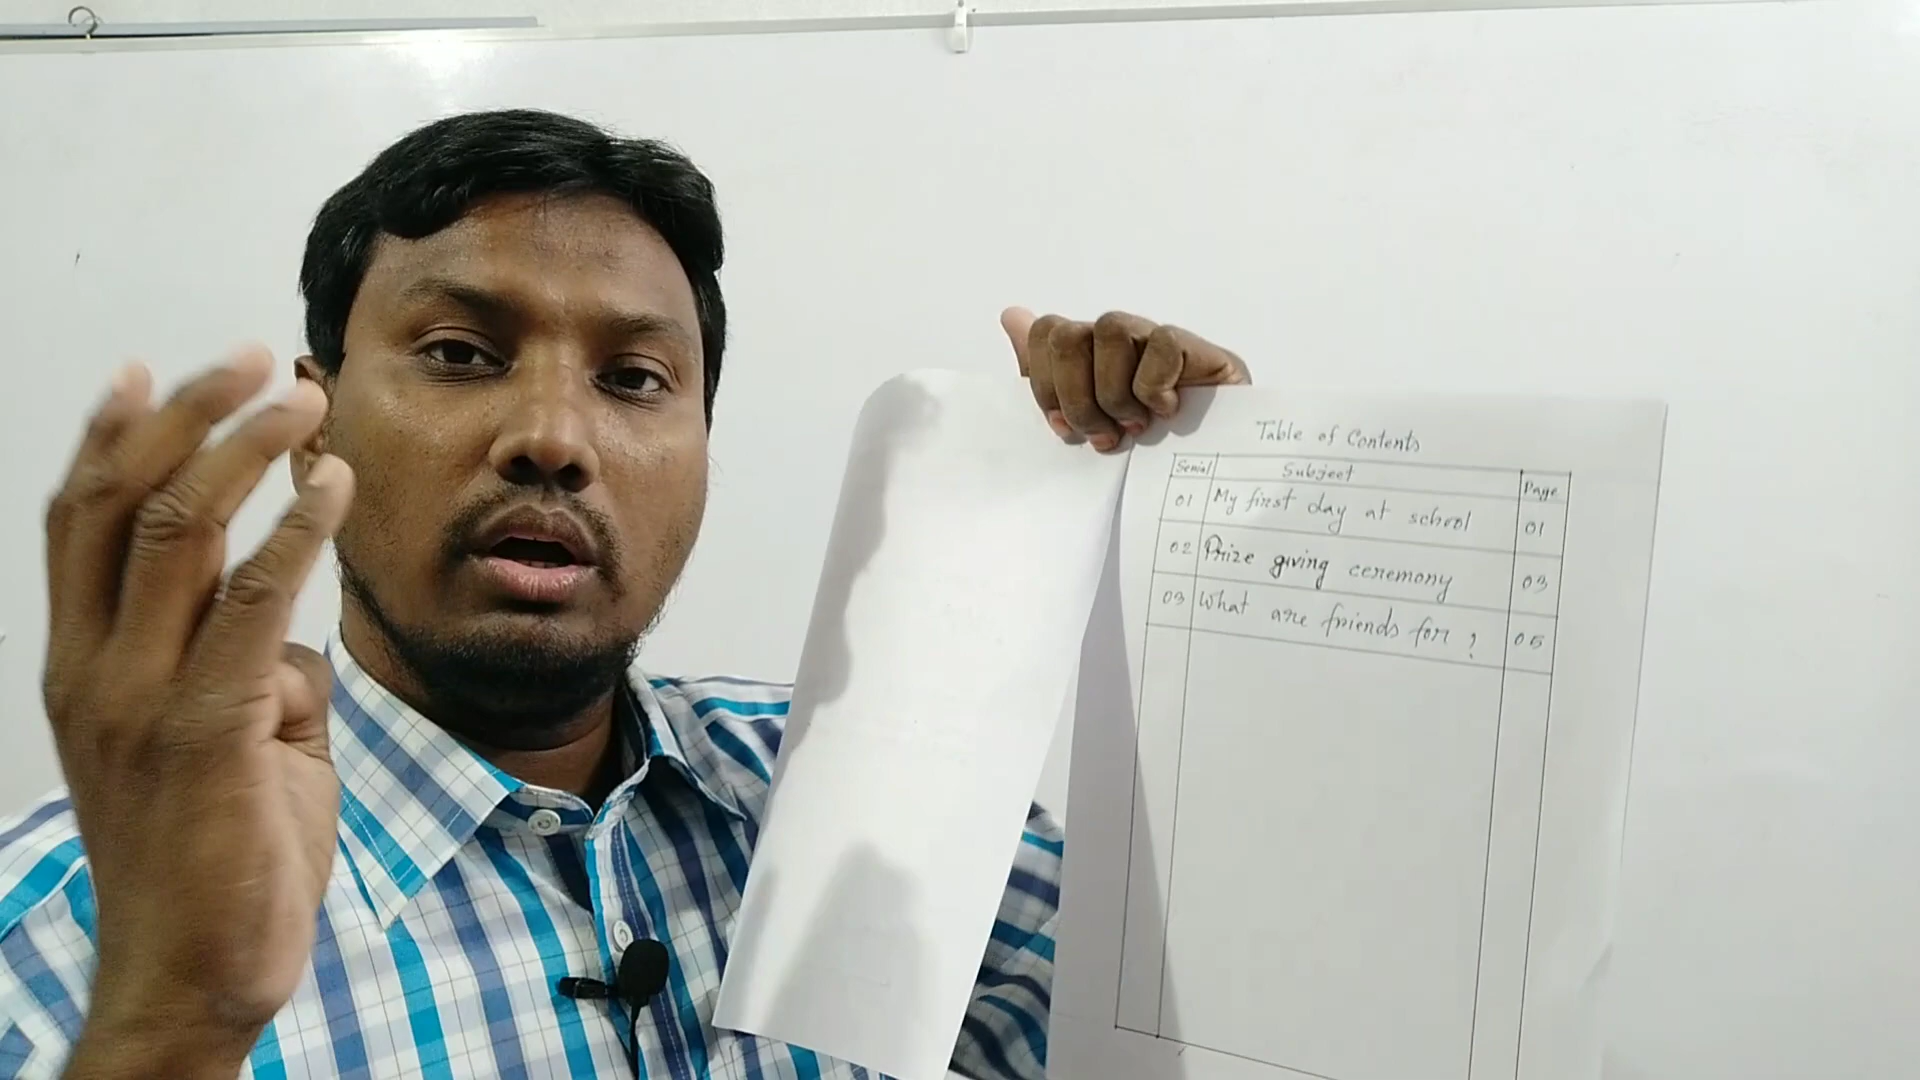 Table of Contents
Serial Subject Page
01 My first day at school 01
02 Prize giving ceremony 03
03 What are friends for ? 05